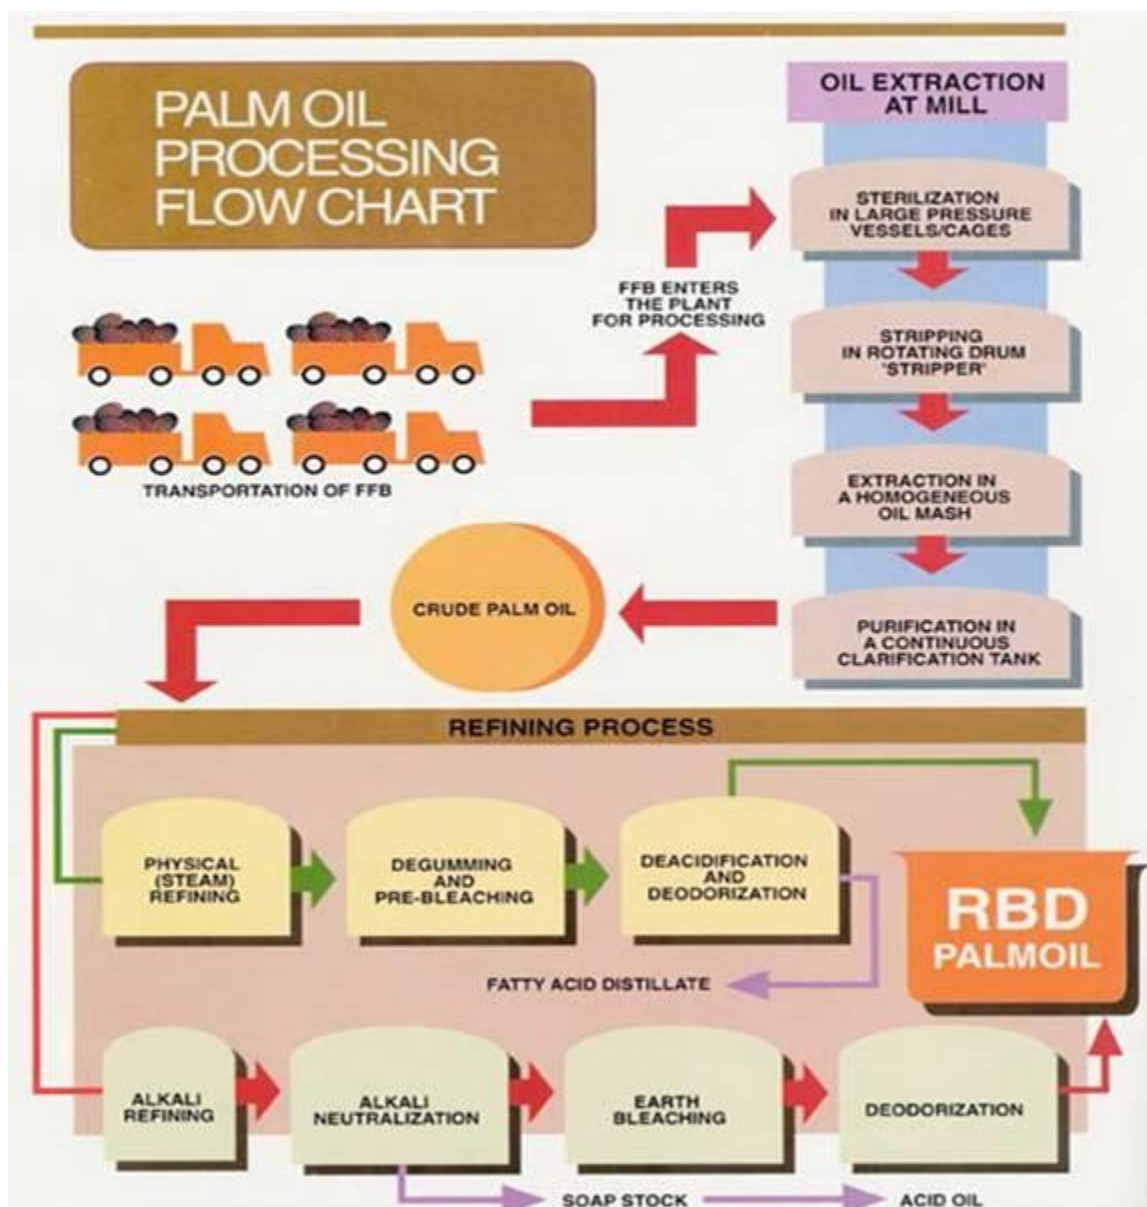 PALM OIL
PROCESSING
FLOW CHART
OIL EXTRACTION
AT MILL
STERILIZATION
IN LARGE PRESSURE
VESSELS/CAGES
FFB ENTERS
THE PLANT
FOR PROCESSING
STRIPPING
IN ROTATING DRUM
'STRIPPER'
TRANSPORTATION OF FFB
EXTRACTION IN
A HOMOGENEOUS
OIL MASH
CRUDE PALM OIL
PURIFICATION IN
A CONTINUOUS
CLARIFICATION TANK
REFINING PROCESS
PHYSICAL
(STEAM)
REFINING
DEGUMMING
AND
PRE-BLEACHING
DEACIDIFICATION
AND
DEODORIZATION
RBD
PALMOIL
FATTY ACID DISTILLATE
ALKALI
REFINING
ALKALI
NEUTRALIZATION
EARTH
BLEACHING
DEODORIZATION
SOAP STOCK
ACID OIL